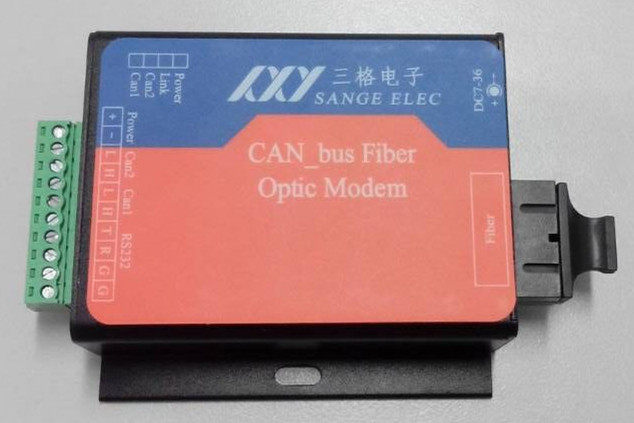 Power
Link
Can2
Can1
三格电子
SANGE ELEC
DC7-36
+ -
CAN_bus Fiber
Optic Modem
Fiber
Power Can2 Can1 RS232
+ - L H L H T R G G